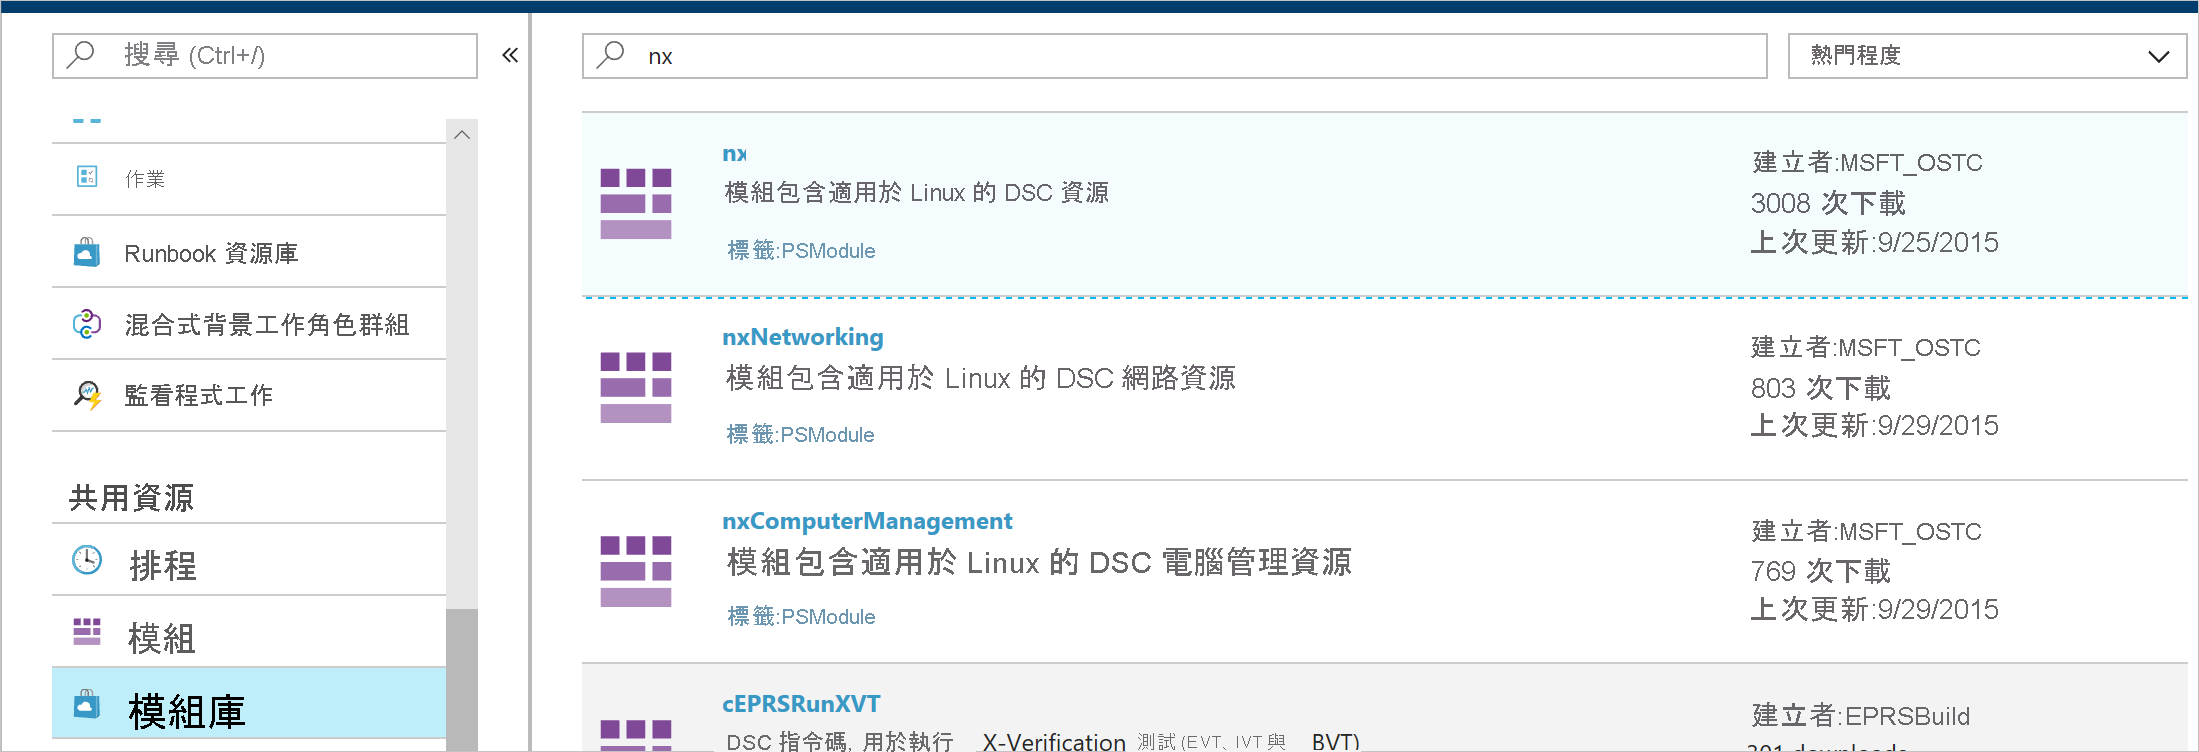 搜尋 (Ctrl+/)
«
作業
Runbook 資源庫
混合式背景工作角色群組
監看程式工作
共用資源
排程
模組
模組庫
nx
熱門程度
nx
模組包含適用於 Linux 的 DSC 資源
標籤:PSModule
建立者:MSFT_OSTC
3008 次下載
上次更新:9/25/2015
nxNetworking
模組包含適用於 Linux 的 DSC 網路資源
標籤:PSModule
建立者:MSFT_OSTC
803 次下載
上次更新:9/29/2015
nxComputerManagement
模組包含適用於 Linux 的 DSC 電腦管理資源
標籤:PSModule
建立者:MSFT_OSTC
769 次下載
上次更新:9/29/2015
cEPRSRunXVT
DSC 指令碼, 用於執行 X-Verification 測試 (EVT、IVT 與 BVT)
建立者:EPRSBuild
301 downloads